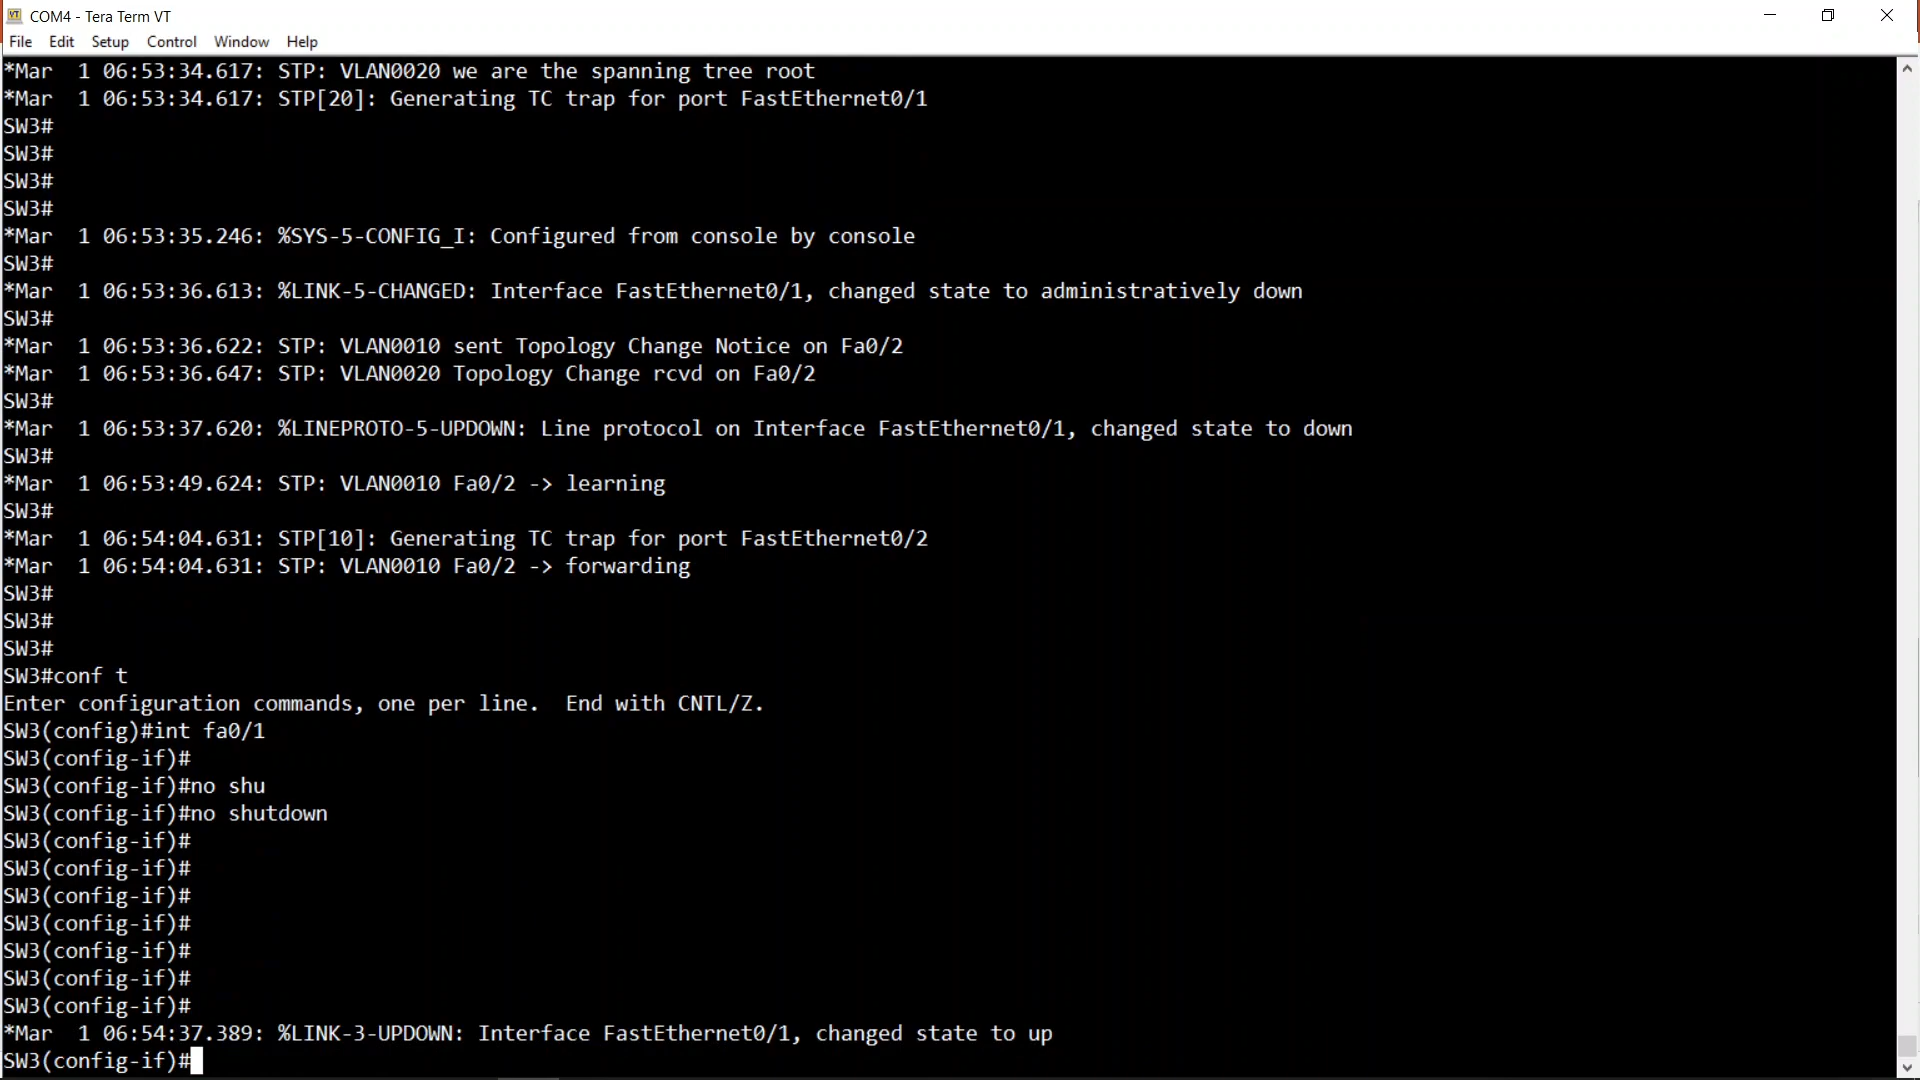 COM4 - Tera Term VT
File Edit Setup Control Window Help
*Mar  1 06:53:34.617: STP: VLAN0020 we are the spanning tree root
*Mar  1 06:53:34.617: STP[20]: Generating TC trap for port FastEthernet0/1
SW3#
SW3#
SW3#
SW3#
*Mar  1 06:53:35.246: %SYS-5-CONFIG_I: Configured from console by console
SW3#
*Mar  1 06:53:36.613: %LINK-5-CHANGED: Interface FastEthernet0/1, changed state to administratively down
SW3#
*Mar  1 06:53:36.622: STP: VLAN0010 sent Topology Change Notice on Fa0/2
*Mar  1 06:53:36.647: STP: VLAN0020 Topology Change rcvd on Fa0/2
SW3#
*Mar  1 06:53:37.620: %LINEPROTO-5-UPDOWN: Line protocol on Interface FastEthernet0/1, changed state to down
SW3#
*Mar  1 06:53:49.624: STP: VLAN0010 Fa0/2 -> learning
SW3#
*Mar  1 06:54:04.631: STP[10]: Generating TC trap for port FastEthernet0/2
*Mar  1 06:54:04.631: STP: VLAN0010 Fa0/2 -> forwarding
SW3#
SW3#
SW3#
SW3#conf t
Enter configuration commands, one per line.  End with CNTL/Z.
SW3(config)#int fa0/1
SW3(config-if)#
SW3(config-if)#no shu
SW3(config-if)#no shutdown
SW3(config-if)#
SW3(config-if)#
SW3(config-if)#
SW3(config-if)#
SW3(config-if)#
SW3(config-if)#
SW3(config-if)#
*Mar  1 06:54:37.389: %LINK-3-UPDOWN: Interface FastEthernet0/1, changed state to up
SW3(config-if)#